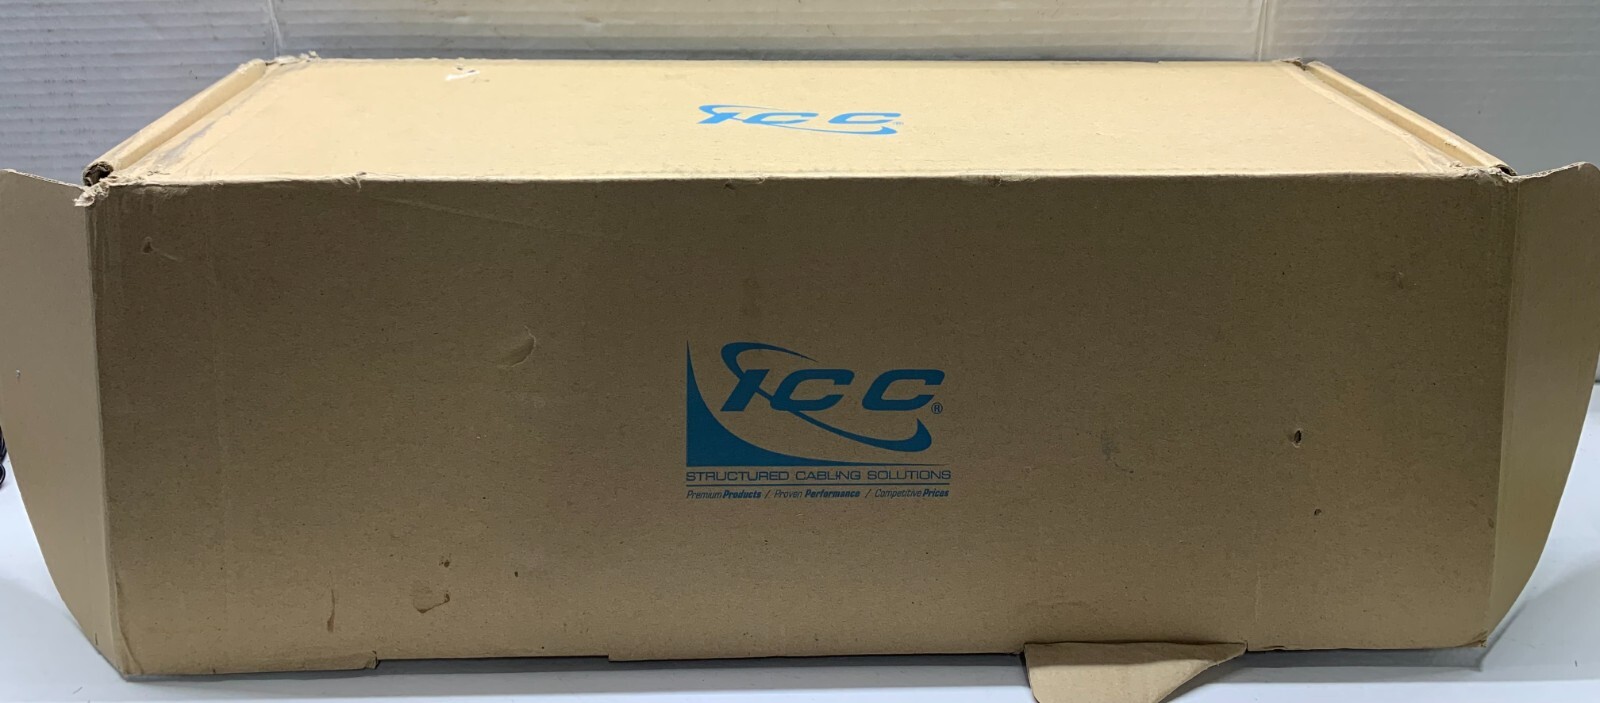 ICC®
ICC®
STRUCTURED CABLING SOLUTIONS
Premium Products / Proven Performance / Competitive Prices